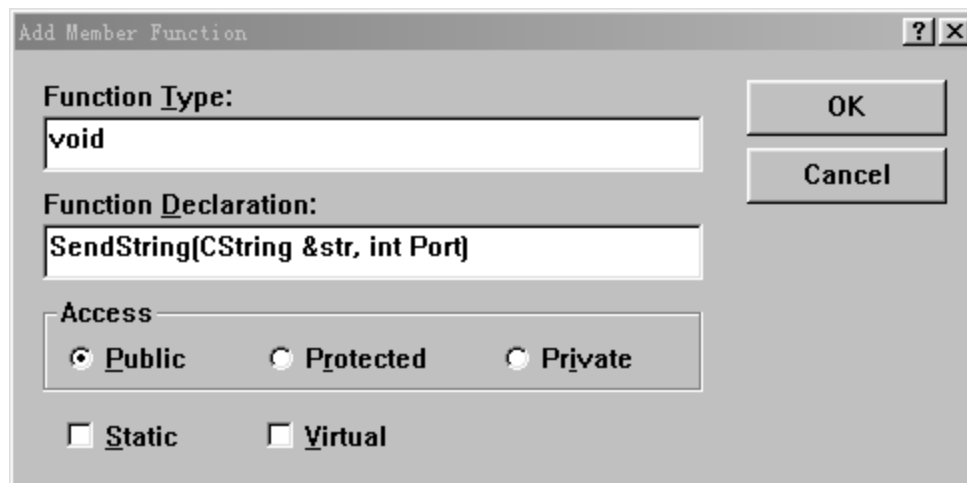 Add Member Function
Function Type:
OK
void
Cancel
Function Declaration:
SendString(CString &str, int Port)
Access
Public Protected Private
Static Virtual